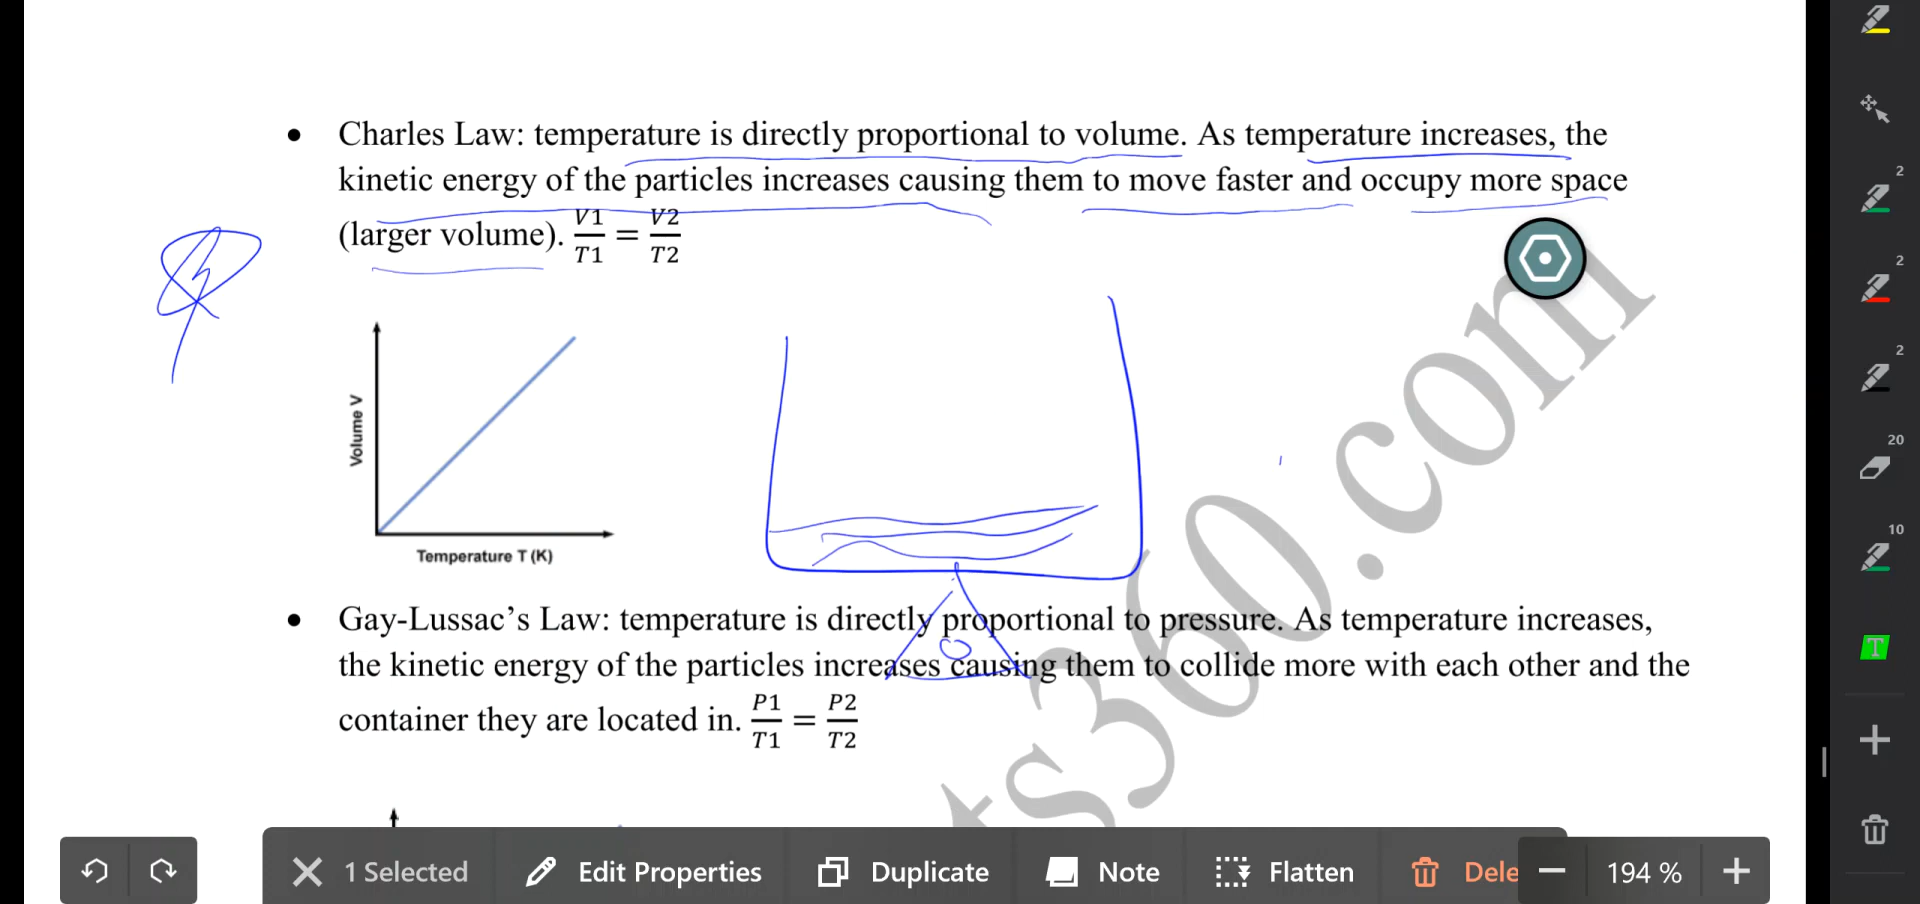 • Charles Law: temperature is directly proportional to volume. As temperature increases, the
kinetic energy of the particles increases causing them to move faster and occupy more space
(larger volume). V1/T1 = V2/T2
Volume V
Temperature T (K)
• Gay-Lussac’s Law: temperature is directly proportional to pressure. As temperature increases,
the kinetic energy of the particles increases causing them to collide more with each other and the
container they are located in. P1/T1 = P2/T2
ts360.com
2
2
2
20
10
T
1 Selected
Edit Properties
Duplicate
Note
Flatten
Dele
194 %